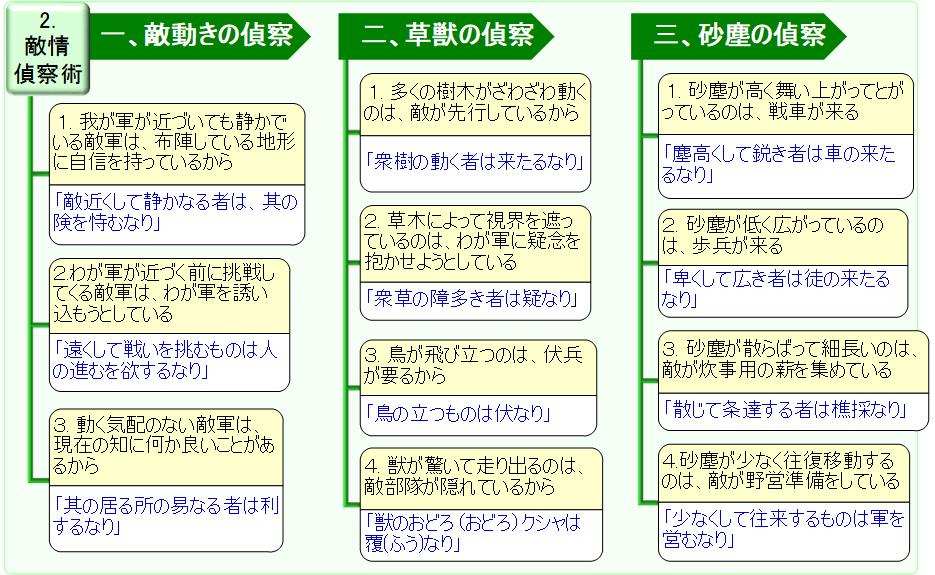 2.
敵情
偵察術
一、敵動きの偵察
1. 我が軍が近づいても静かで
いる敵軍は、布陣している地形
に自信を持っているから
「敵近くして静かなる者は、其の
険を恃むなり」
2.わが軍が近づく前に挑戦し
てくる敵軍は、わが軍を誘い
込もうとしている
「遠くして戦いを挑むものは人
の進むを欲するなり」
3. 動く気配のない敵軍は、
現在の知に何か良いことがあ
るから
「其の居る所の易なる者は利
するなり」
二、草獣の偵察
1. 多くの樹木がざわざわ動く
のは、敵が先行しているから
「衆樹の動く者は来たるなり」
2. 草木によって視界を遮っ
ているのは、わが軍に疑念を
抱かせようとしている
「衆草の障多き者は疑なり」
3. 鳥が飛び立つのは、伏兵
が要るから
「鳥の立つものは伏なり」
4. 獣が驚いて走り出るのは、
敵部隊が隠れているから
「獣のおどろ（おどろ）クシャは
覆(ふう)なり」
三、砂塵の偵察
1. 砂塵が高く舞い上がってとが
っているのは、戦車が来る
「塵高くして鋭き者は車の来た
るなり」
2. 砂塵が低く広がっているの
は、歩兵が来る
「卑くして広き者は徒の来たる
なり」
3. 砂塵が散らばって細長いのは、
敵が炊事用の薪を集めている
「散じて条達する者は樵採なり」
4.砂塵が少なく往復移動する
のは、敵が野営準備をしている
「少なくして往来するものは軍を
営むなり」